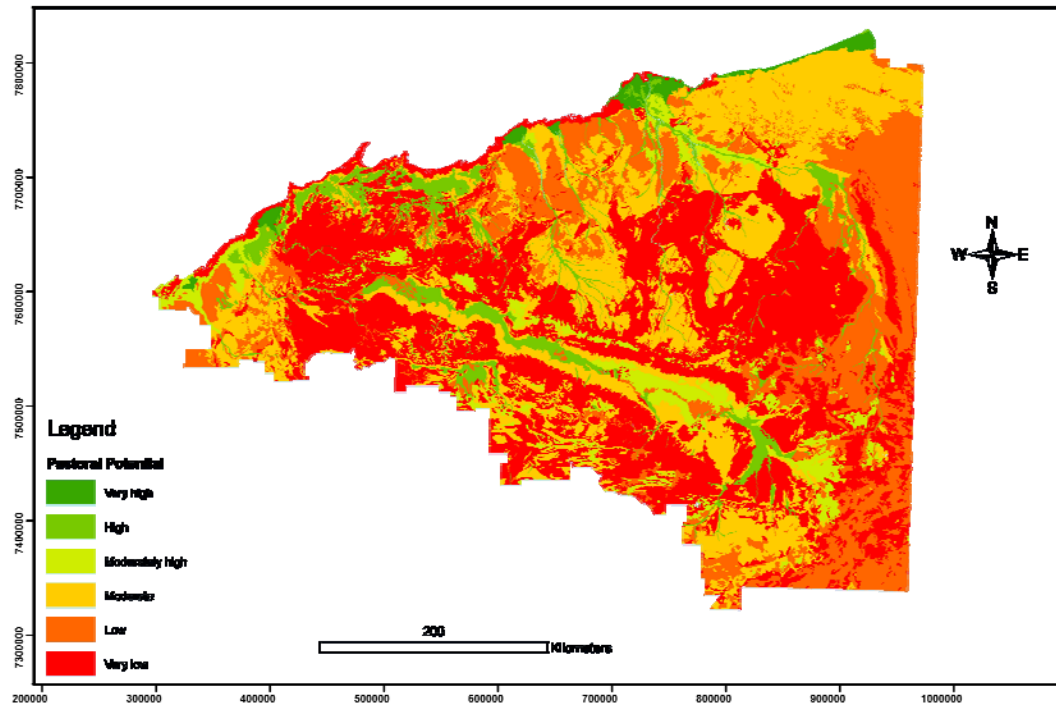 7800000
7700000
7600000
7500000
7400000
7300000
N
W E
S
Legend
Pastoral Potential
Very high
High
Moderately high
Moderate
Low
Very low
200
Kilometers
200000 300000 400000 500000 600000 700000 800000 900000 1000000